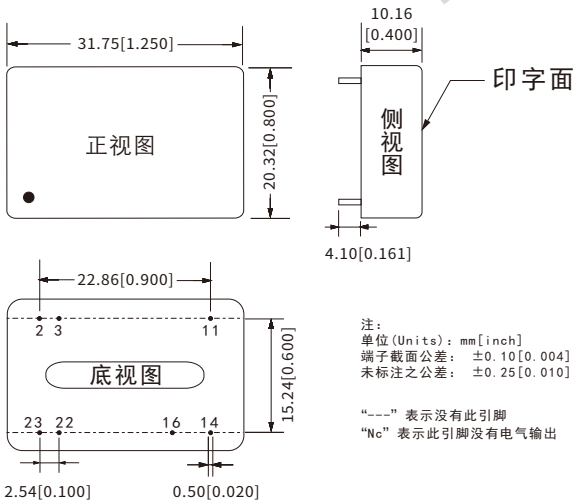 31.75[1.250]
正视图
20.32[0.800]
10.16
[0.400]
印字面
侧视图
4.10[0.161]
22.86[0.900]
2 3 11
底视图
15.24[0.600]
23 22 16 14
2.54[0.100]
0.50[0.020]
注:
单位(Units): mm[inch]
端子截面公差: ±0.10[0.004]
未标注之公差: ±0.25[0.010]
“---”表示没有此引脚
“Nc”表示此引脚没有电气输出